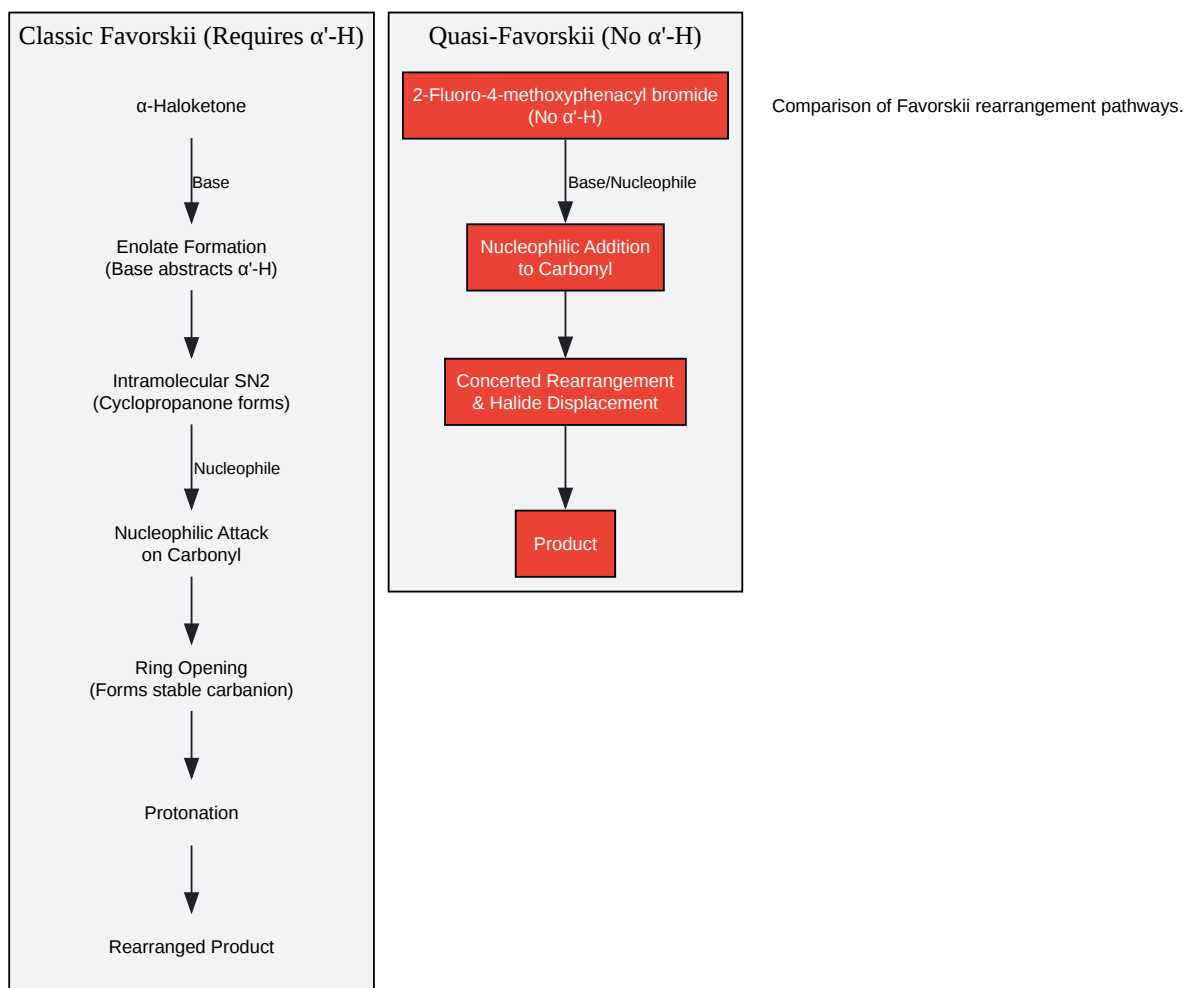 Classic Favorskii (Requires α'-H)
α-Haloketone
Base
Enolate Formation
(Base abstracts α'-H)
Intramolecular SN2
(Cyclopropanone forms)
Nucleophile
Nucleophilic Attack
on Carbonyl
Ring Opening
(Forms stable carbanion)
Protonation
Rearranged Product
Quasi-Favorskii (No α'-H)
2-Fluoro-4-methoxyphenacyl bromide
(No α'-H)
Base/Nucleophile
Nucleophilic Addition
to Carbonyl
Concerted Rearrangement
& Halide Displacement
Product
Comparison of Favorskii rearrangement pathways.